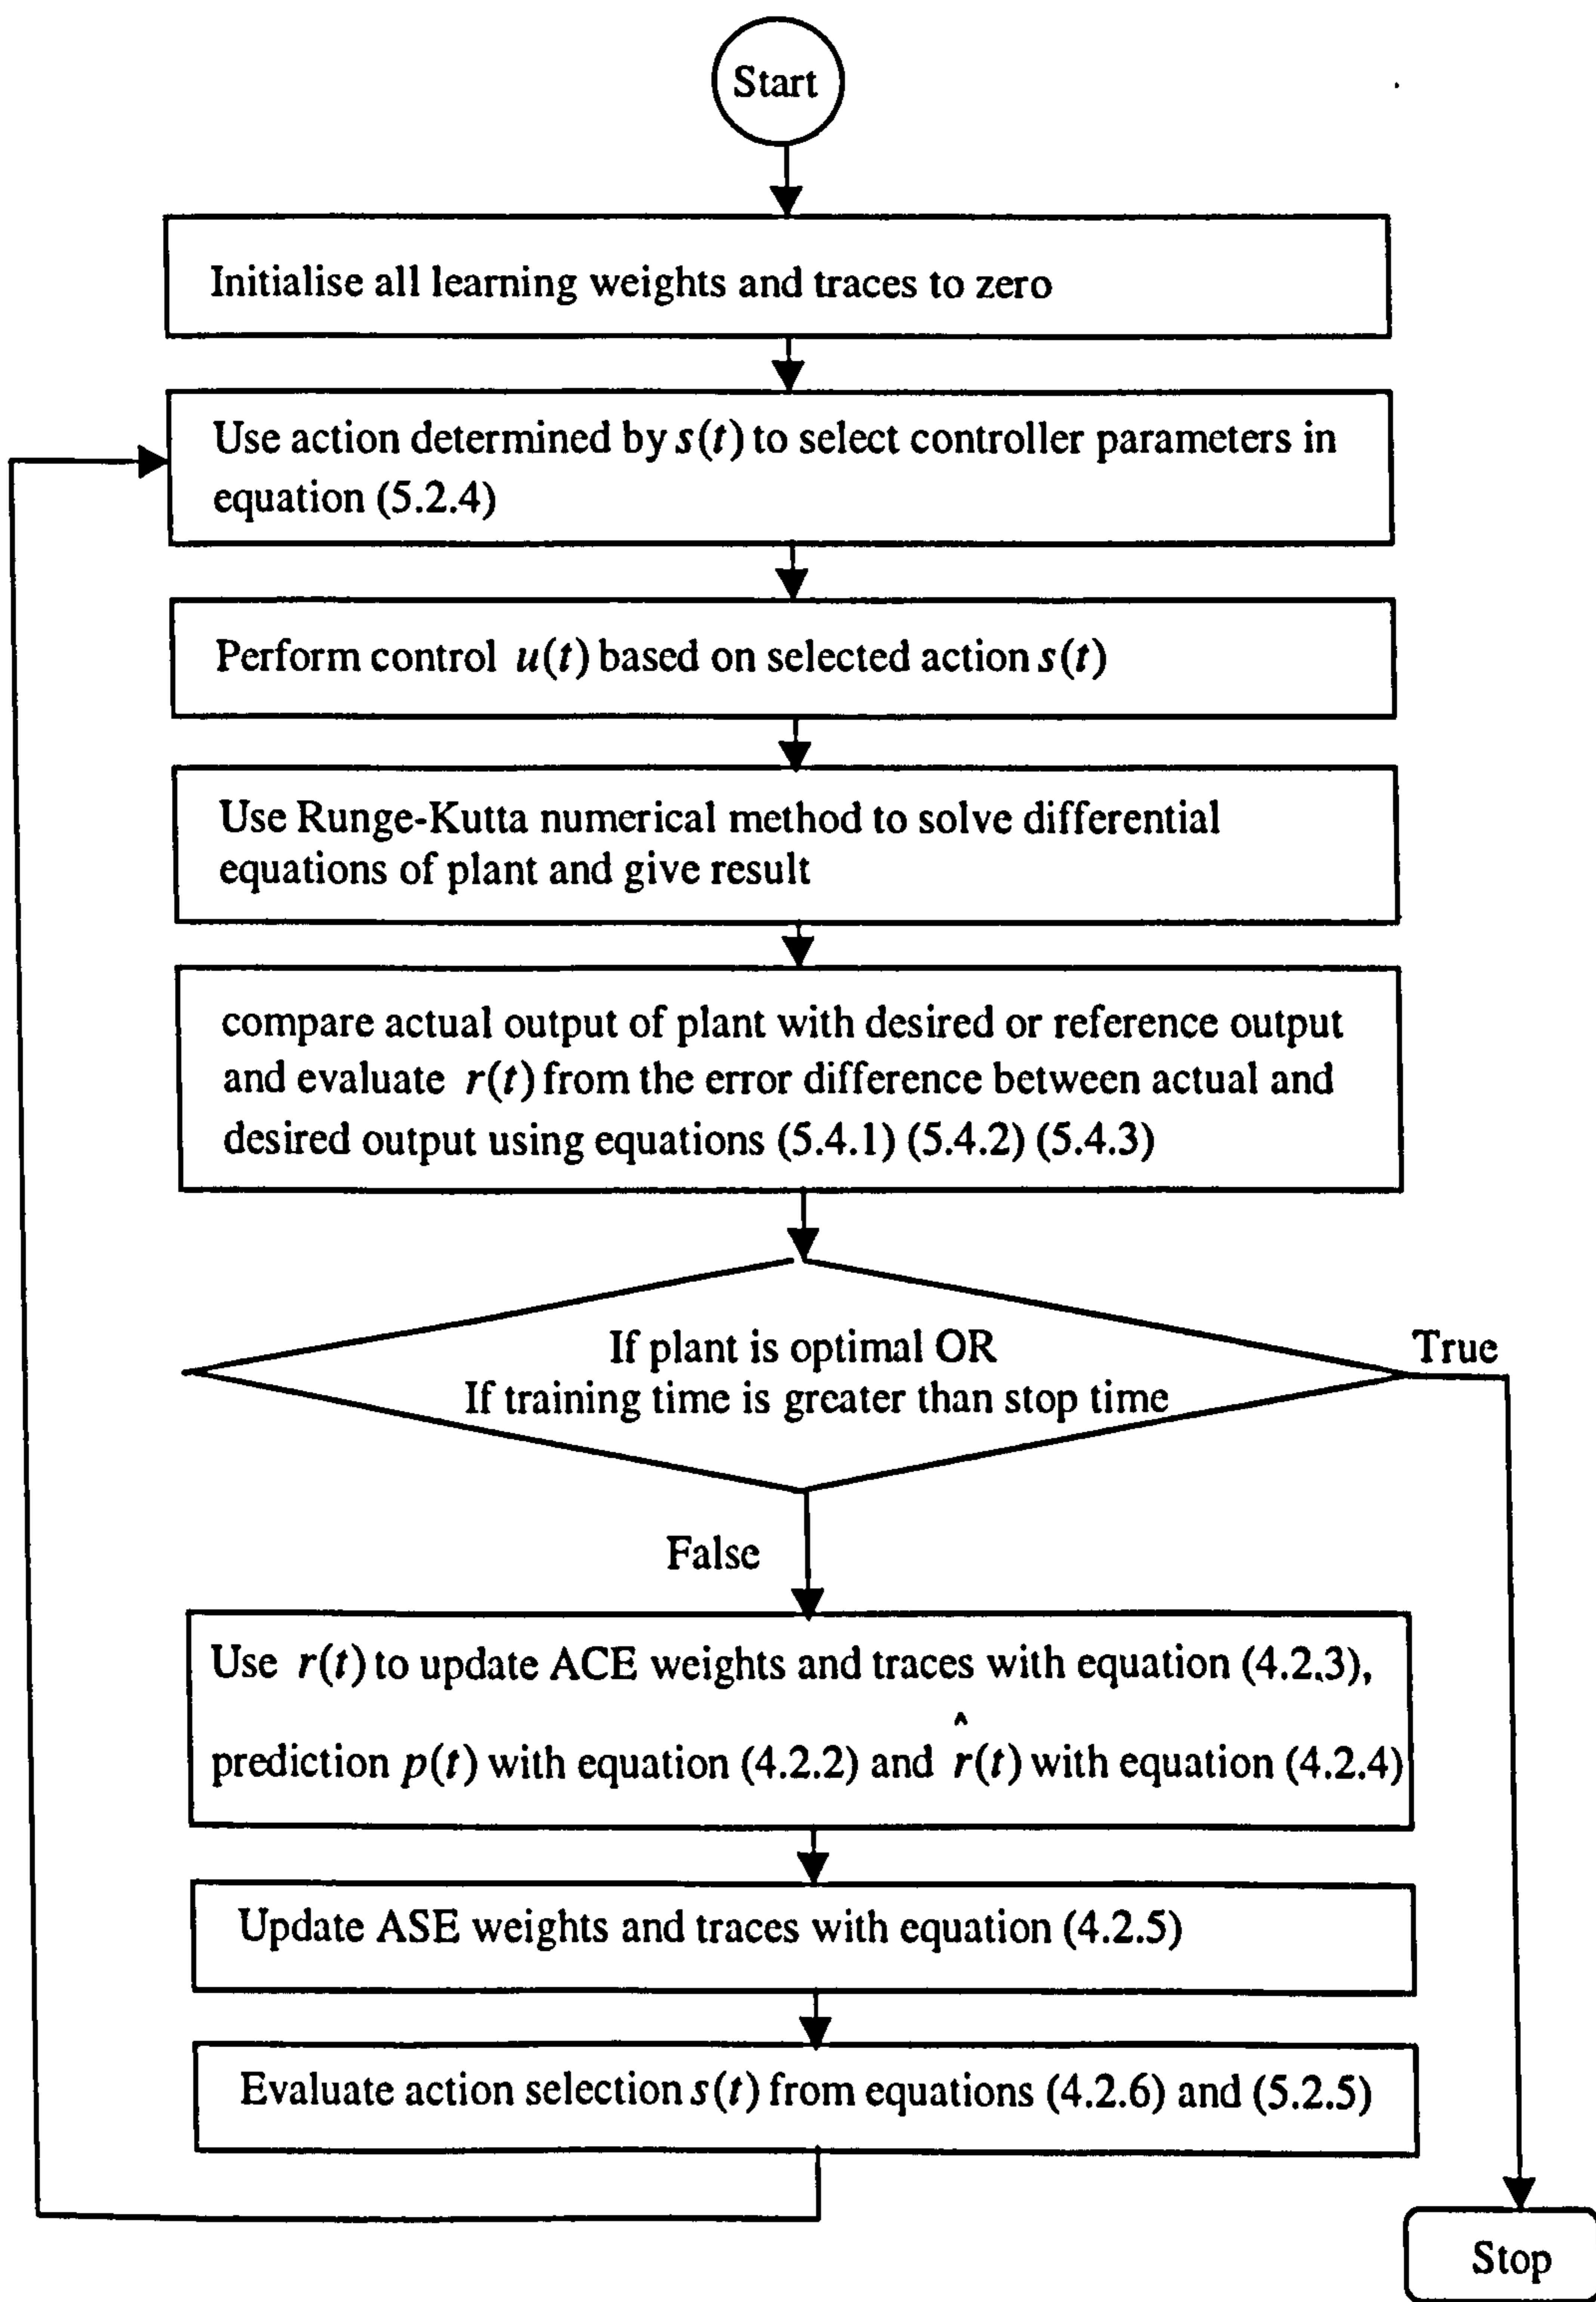 Start
Initialise all learning weights and traces to zero
Use action determined by s(t) to select controller parameters in
equation (5.2.4)
Perform control u(t) based on selected action s(t)
Use Runge-Kutta numerical method to solve differential
equations of plant and give result
compare actual output of plant with desired or reference output
and evaluate r(t) from the error difference between actual and
desired output using equations (5.4.1) (5.4.2) (5.4.3)
If plant is optimal OR
If training time is greater than stop time
True
False
Use r(t) to update ACE weights and traces with equation (4.2.3),
prediction p(t) with equation (4.2.2) and r̂(t) with equation (4.2.4)
Update ASE weights and traces with equation (4.2.5)
Evaluate action selection s(t) from equations (4.2.6) and (5.2.5)
Stop